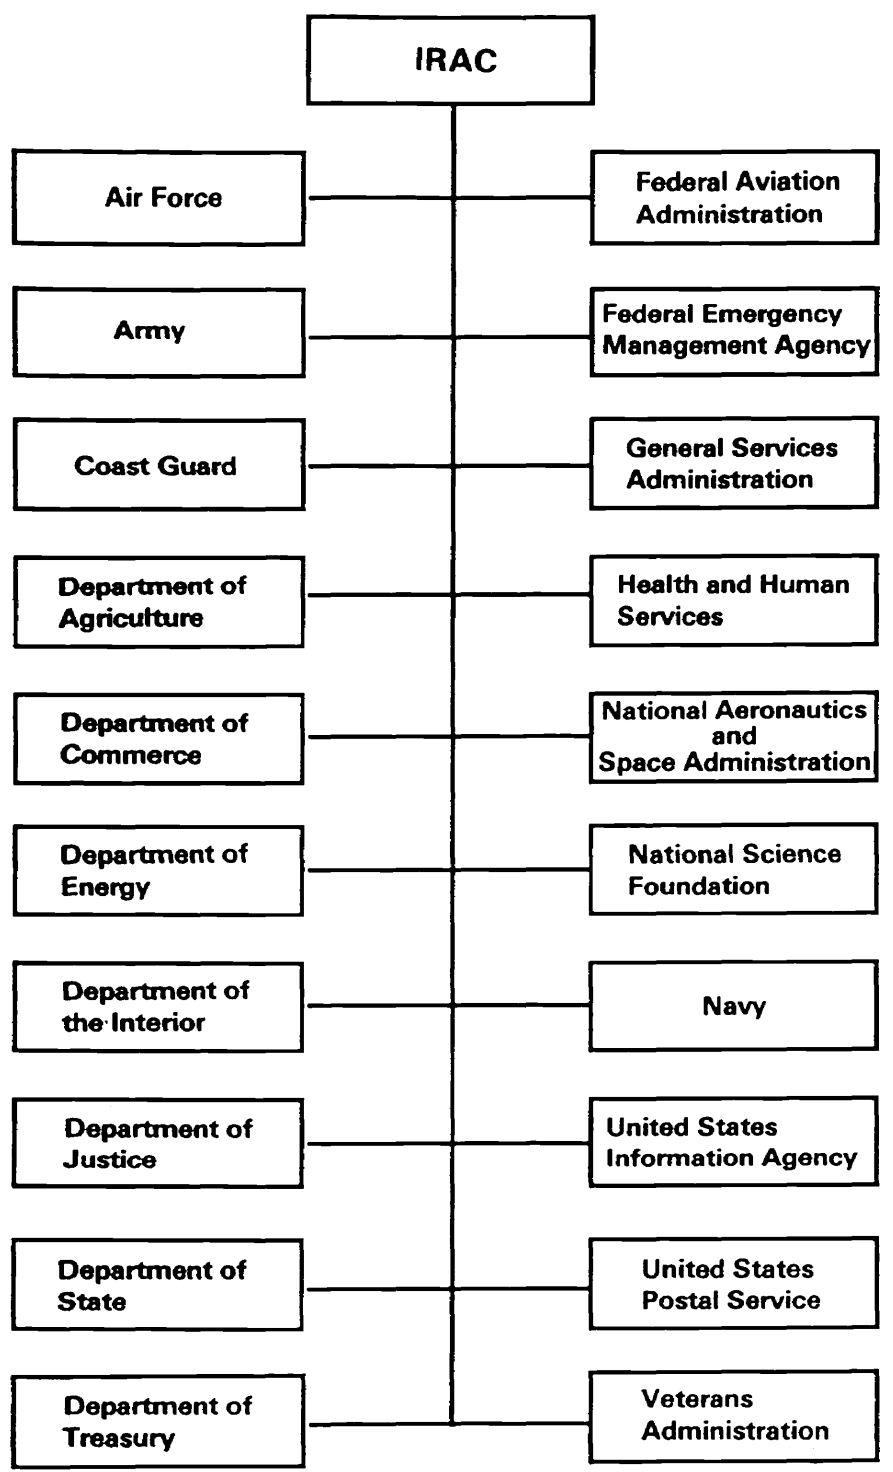 IRAC
Air Force
Federal Aviation
Administration
Army
Federal Emergency
Management Agency
Coast Guard
General Services
Administration
Department of
Agriculture
Health and Human
Services
Department of
Commerce
National Aeronautics
and
Space Administration
Department of
Energy
National Science
Foundation
Department of
the Interior
Navy
Department of
Justice
United States
Information Agency
Department of
State
United States
Postal Service
Department of
Treasury
Veterans
Administration